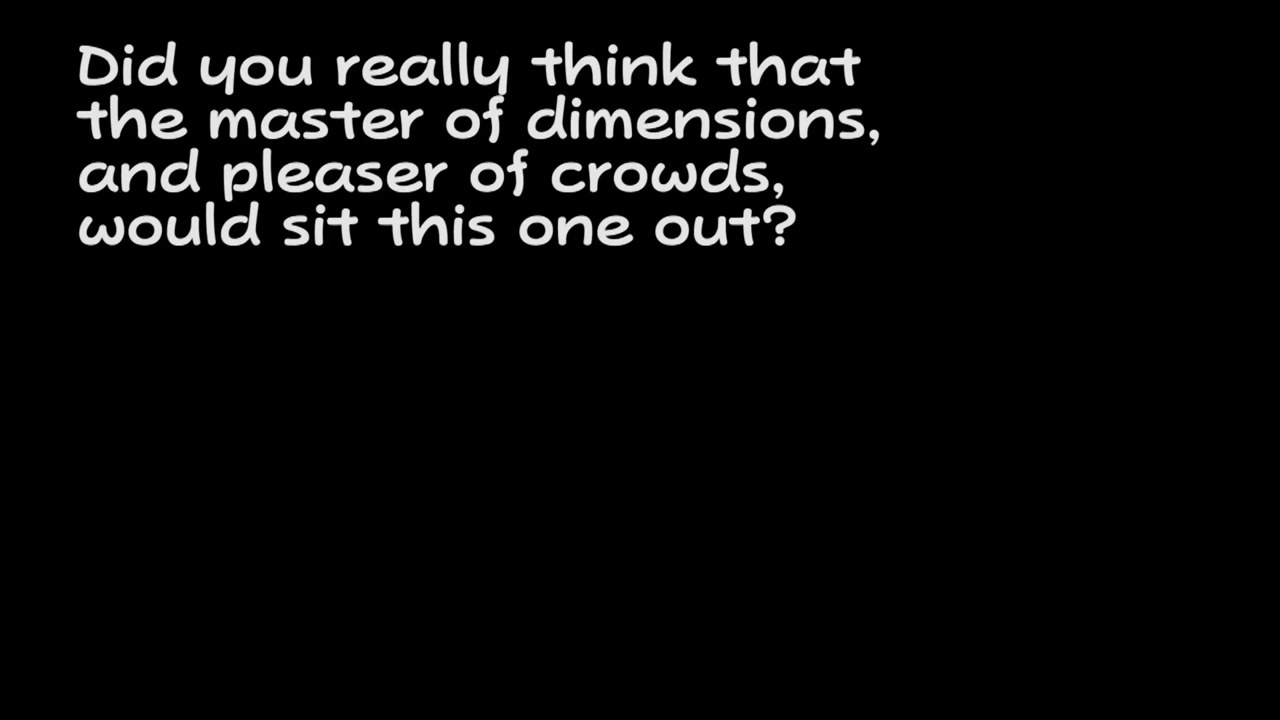 Did you really think that
the master of dimensions,
and pleaser of crowds,
would sit this one out?